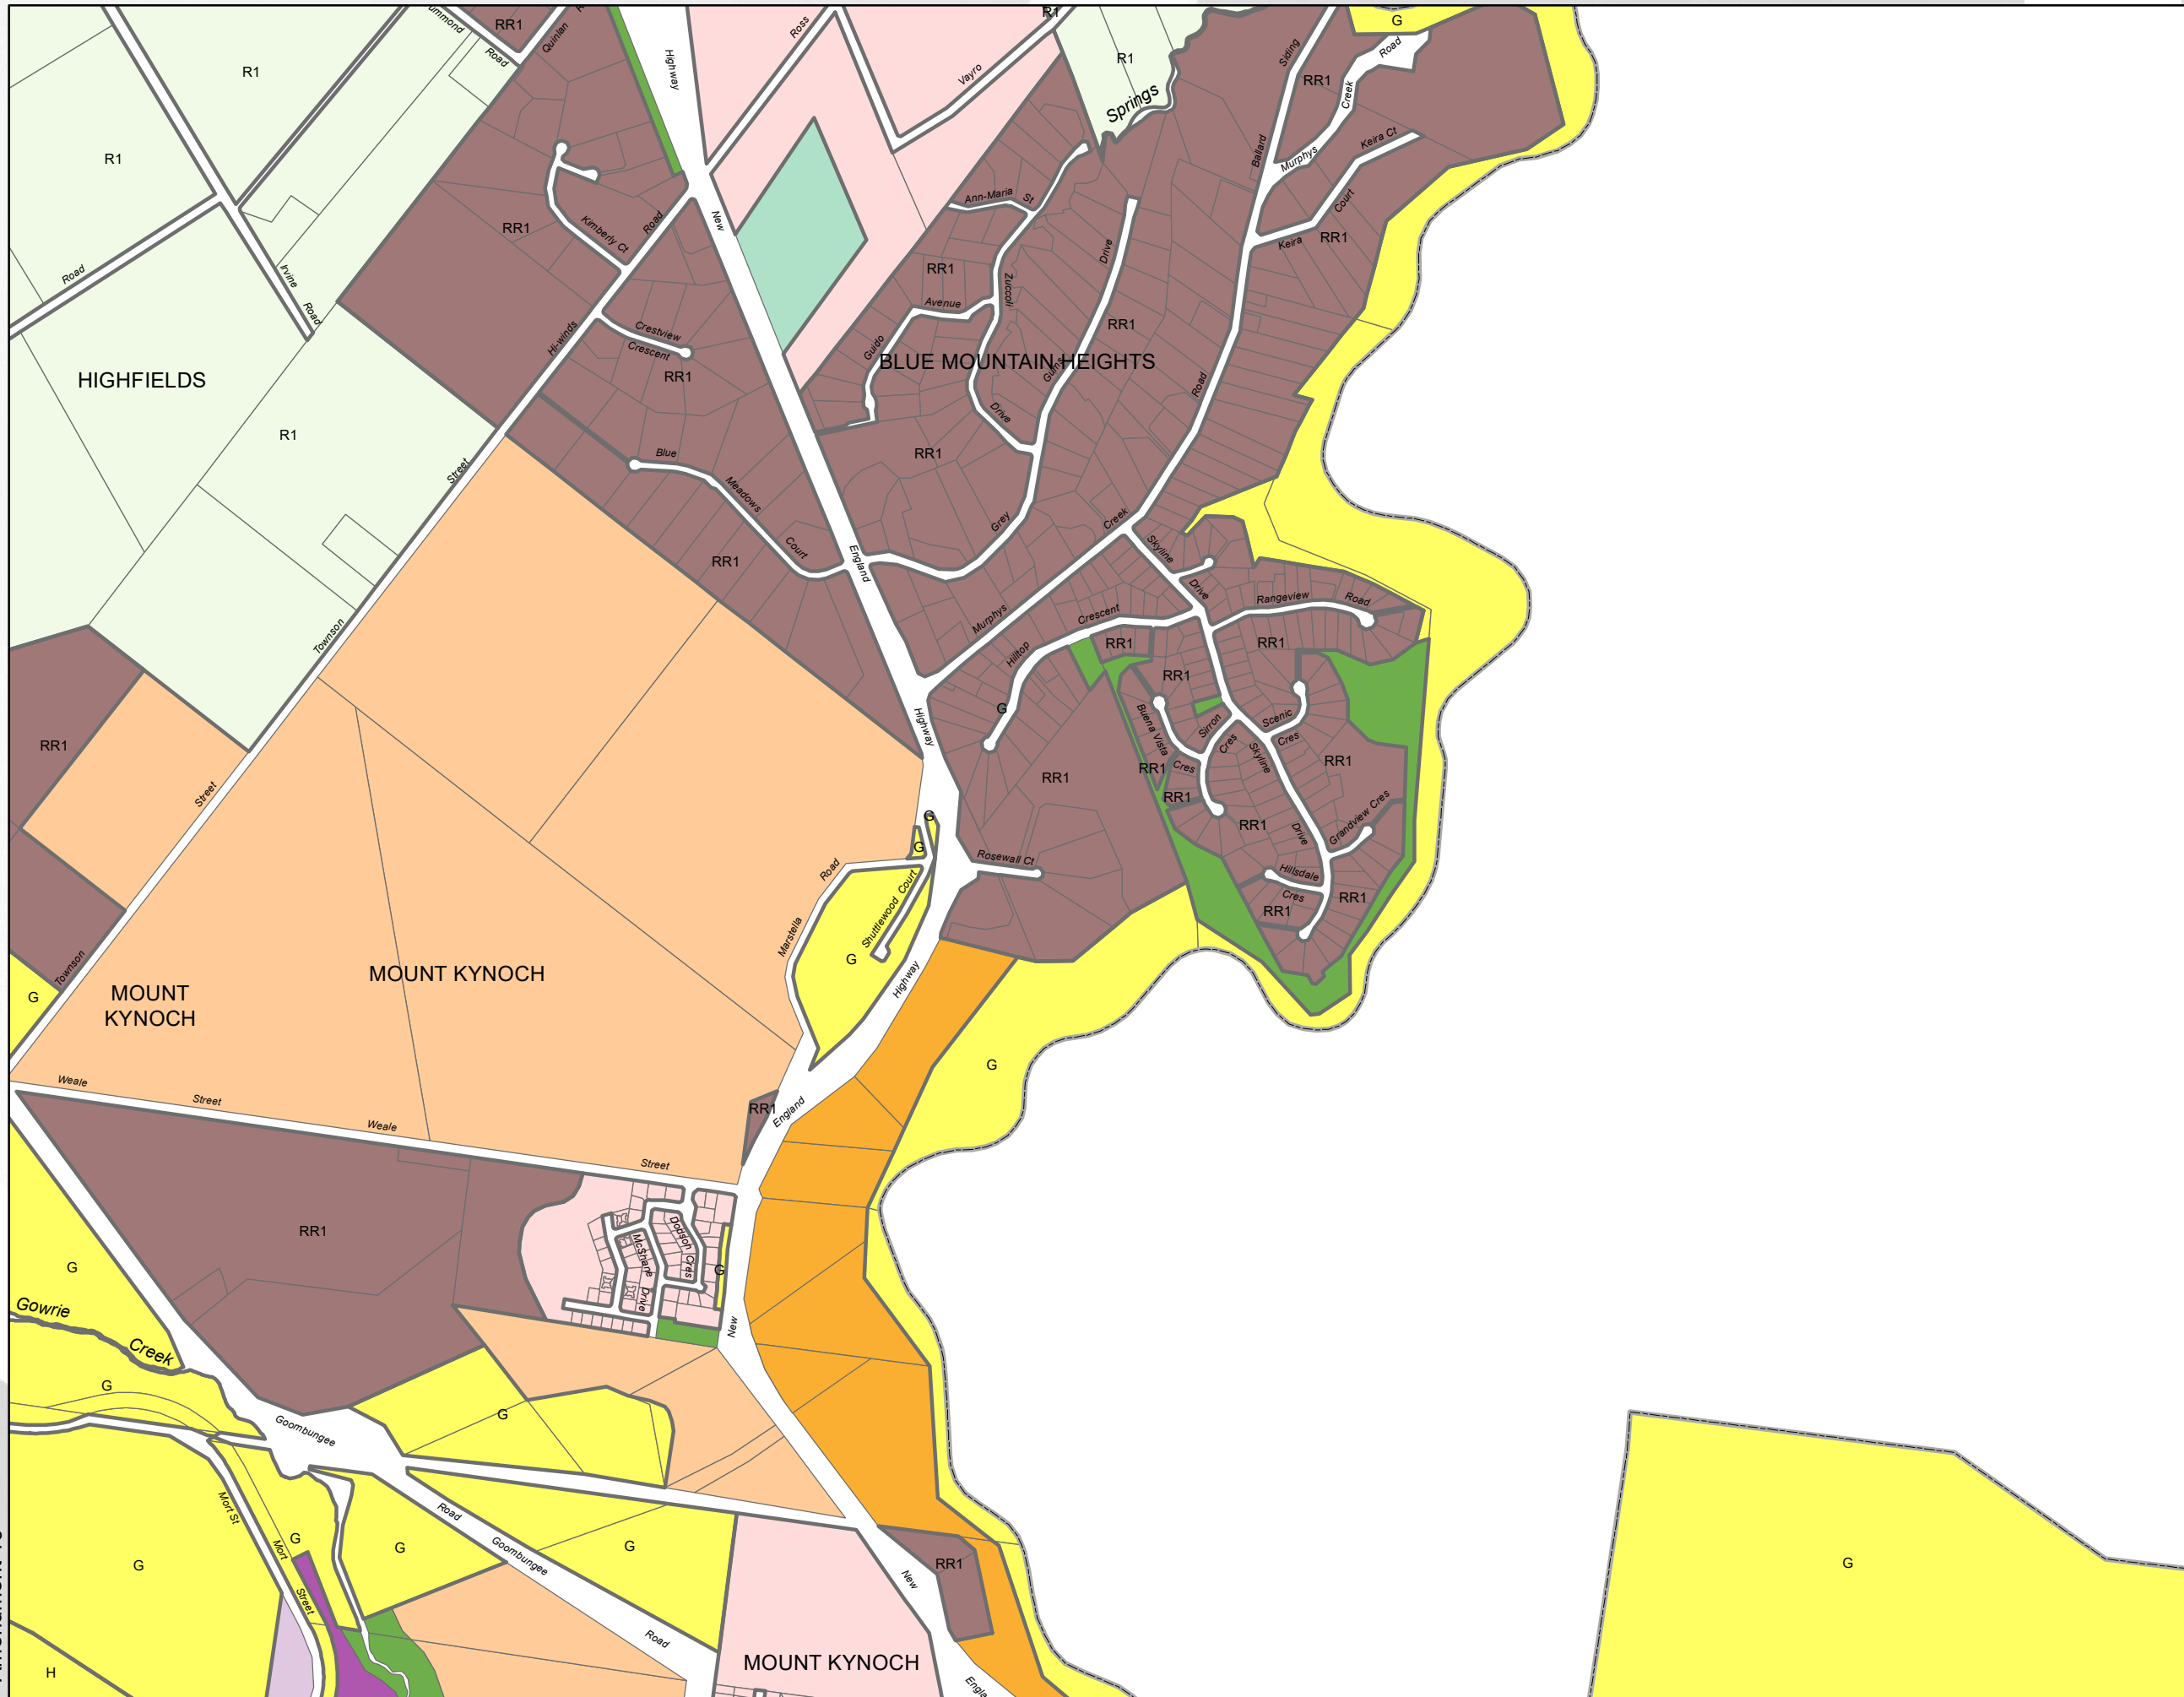 RR1
Quinlan
Road
R1
R1
Highway
Ross
Vayro
R1
R1
Springs
Siding
G
Road
RR1
Creek
Murphys
Keira Ct
Ballard
Keira
Court
RR1
R1
Road
Irvine
Road
RR1
Kimberly Ct
Road
New
Ann-Maria
St
Drive
RR1
Zuccoli
Avenue
Guido
RR1
Hi-winds
Crestview
Crescent
RR1
HIGHFIELDS
R1
BLUE MOUNTAIN HEIGHTS
Road
Drive
RR1
Blue
Meadows
Court
RR1
Street
Grey
England
Creek
Skyline
Drive
Murphys
Crescent
Hilltop
Rangeview
Road
RR1
RR1
RR1
Townson
G
Highway
Buena Vista
Cres
Sirron
Cres
Scenic
Cres
Skyline
RR1
RR1
RR1
RR1
RR1
Drive
Grandview Cres
Hillsdale
Cres
RR1
RR1
RR1
Street
G
G
Rosewall Ct
Road
Marstella
Shuttlewood Court
G
Highway
Townson
G
MOUNT
KYNOCH
MOUNT KYNOCH
G
Weale
Street
Weale
Street
RR1
England
RR1
Dodson
Cres
McShane
Drive
G
New
G
Gowrie
Creek
G
G
Goombungee
Road
Goombungee
Road
Mort St
Mort
Street
G
G
G
G
RR1
New
G
H
MOUNT KYNOCH